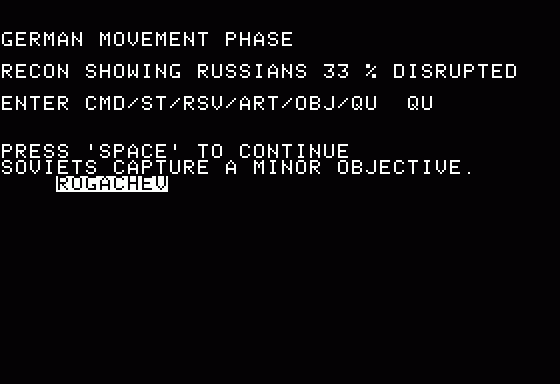 GERMAN MOVEMENT PHASE
RECON SHOWING RUSSIANS 33 % DISRUPTED
ENTER CMD/ST/RSV/ART/OBJ/QU  QU
PRESS 'SPACE' TO CONTINUE
SOVIETS CAPTURE A MINOR OBJECTIVE.
ROGACHEV